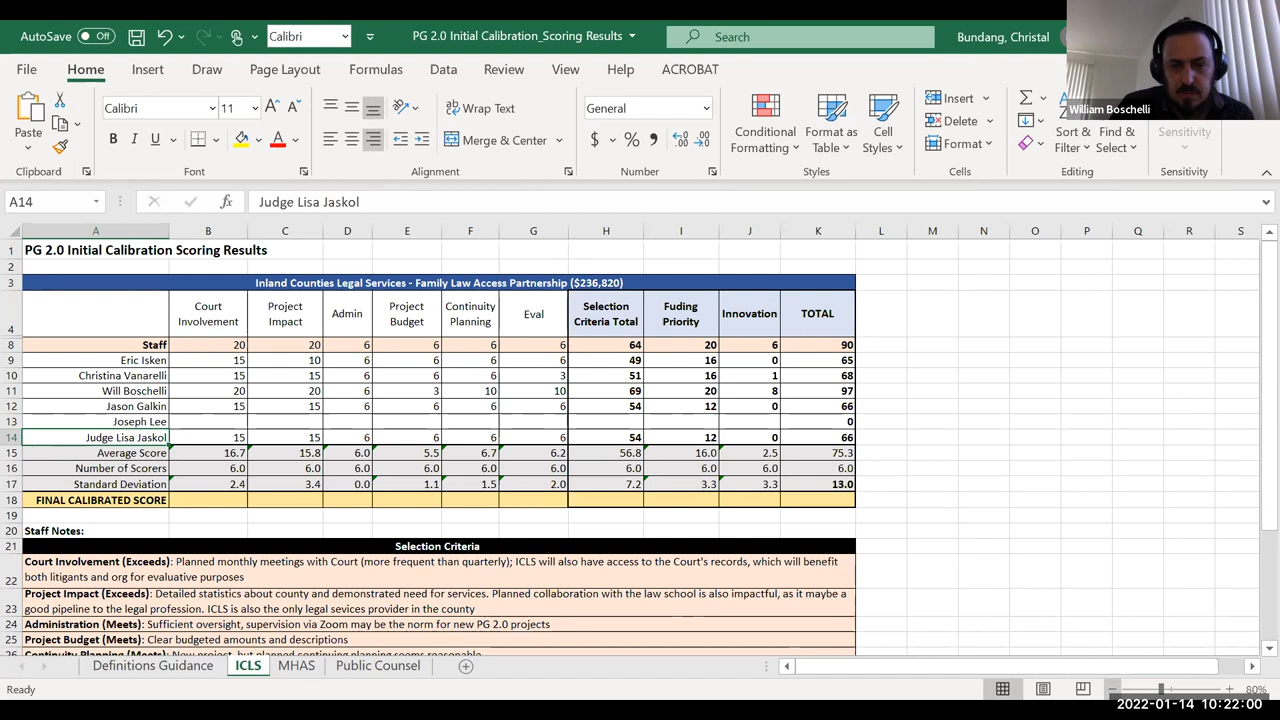 AutoSave Off Calibri PG 2.0 Initial Calibration_Scoring Results Search Bundang, Christal
File Home Insert Draw Page Layout Formulas Data Review View Help ACROBAT
William Boschelli
Paste Calibri 11 A^ A^ B I U A
Wrap Text
Merge & Center
General
$ % 9
Conditional Formatting Format as Table Cell Styles
Insert
Delete
Format
Sort & Filter Find & Select Sensitivity
Clipboard Font Alignment Number Styles Cells Editing Sensitivity
A14 fx Judge Lisa Jaskol
A B C D E F G H I J K L M N O P Q R S
1 PG 2.0 Initial Calibration Scoring Results
2
3 Inland Counties Legal Services - Family Law Access Partnership ($236,820)
4 Court Involvement Project Impact Admin Project Budget Continuity Planning Eval Selection Criteria Total Fuding Priority Innovation TOTAL
8 Staff 20 20 6 6 6 6 64 20 6 90
9 Eric Isken 15 10 6 6 6 6 49 16 0 65
10 Christina Vanarelli 15 15 6 6 6 3 51 16 1 68
11 Will Boschelli 20 20 6 3 10 10 69 20 8 97
12 Jason Galkin 15 15 6 6 6 6 54 12 0 66
13 Joseph Lee 0
14 Judge Lisa Jaskol 15 15 6 6 6 6 54 12 0 66
15 Average Score 16.7 15.8 6.0 5.5 6.7 6.2 56.8 16.0 2.5 75.3
16 Number of Scorers 6.0 6.0 6.0 6.0 6.0 6.0 6.0 6.0 6.0 6.0
17 Standard Deviation 2.4 3.4 0.0 1.1 1.5 2.0 7.2 3.3 3.3 13.0
18 FINAL CALIBRATED SCORE
19
20 Staff Notes:
21 Selection Criteria
22 Court Involvement (Exceeds): Planned monthly meetings with Court (more frequent than quarterly); ICLS will also have access to the Court's records, which will benefit
both litigants and org for evaluative purposes
23 Project Impact (Exceeds): Detailed statistics about county and demonstrated need for services. Planned collaboration with the law school is also impactful, as it maybe a
good pipeline to the legal profession. ICLS is also the only legal sevices provider in the county
24 Administration (Meets): Sufficient oversight, supervision via Zoom may be the norm for new PG 2.0 projects
25 Project Budget (Meets): Clear budgeted amounts and descriptions
26 Continuity Planning (Meets): New project, but planned continuing planning seems reasonable
Definitions Guidance ICLS MHAS Public Counsel
Ready 80%
2022-01-14 10:22:00